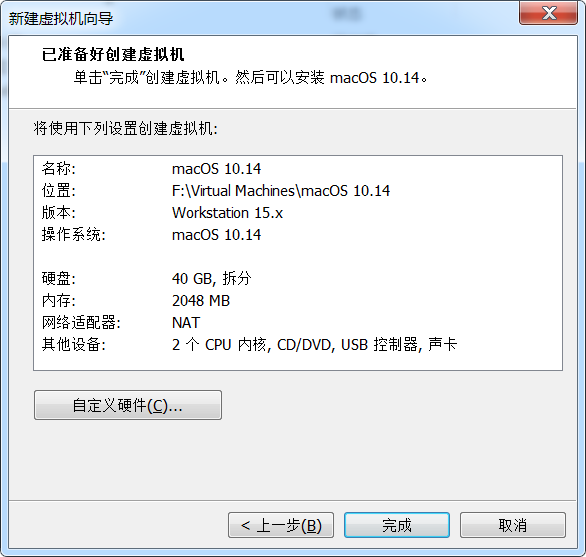 新建虚拟机向导
已准备好创建虚拟机
单击“完成”创建虚拟机。然后可以安装 macOS 10.14。
将使用下列设置创建虚拟机:
名称: macOS 10.14
位置: F:\Virtual Machines\macOS 10.14
版本: Workstation 15.x
操作系统: macOS 10.14
硬盘: 40 GB, 拆分
内存: 2048 MB
网络适配器: NAT
其他设备: 2 个 CPU 内核, CD/DVD, USB 控制器, 声卡
自定义硬件(C)...
< 上一步(B) 完成 取消